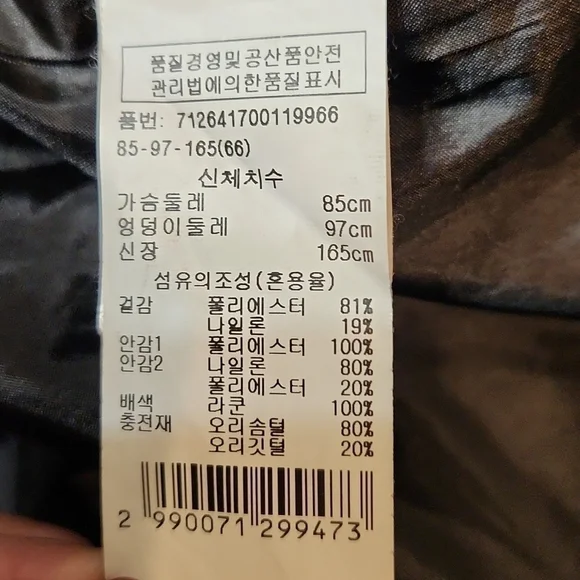 품질경영및공산품안전
관리법에의한품질표시
품번: 712641700119966
85-97-165(66)
신체치수
가슴둘레 85cm
엉덩이둘레 97cm
신장 165cm
섬유의조성(혼용율)
겉감 폴리에스터 81%
나일론 19%
안감1 폴리에스터 100%
안감2 나일론 80%
폴리에스터 20%
배색 라쿤 100%
충전재 오리솜털 80%
오리깃털 20%
2 990071 299473